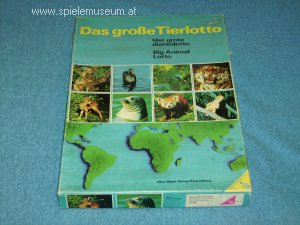 www.spielemuseum.at
Das große Tierlotto
Het grote
dierenlotto
Big Animal
Lotto
Otto Maier Verlag Ravensburg